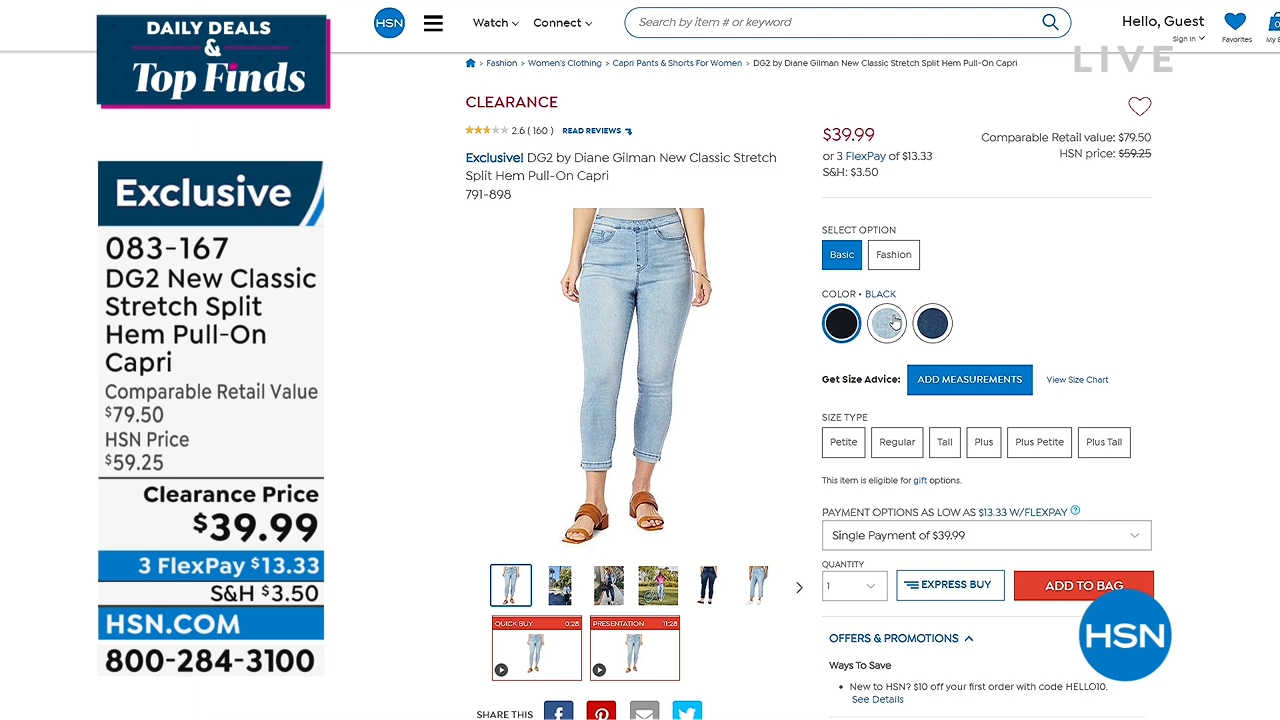 DAILY DEALS
&
Top Finds
Exclusive
083-167
DG2 New Classic
Stretch Split
Hem Pull-On
Capri
Comparable Retail Value
$79.50
HSN Price
$59.25
Clearance Price
$39.99
3 FlexPay $13.33
S&H $3.50
HSN.COM
800-284-3100
HSN
Watch
Connect
Search by item # or keyword
Hello, Guest
Sign In
Favorites
My
0
LIVE
> Fashion > Women's Clothing > Capri Pants & Shorts For Women > DG2 by Diane Gilman New Classic Stretch Split Hem Pull-On Capri
CLEARANCE
2.6 ( 160 ) READ REVIEWS
Exclusive! DG2 by Diane Gilman New Classic Stretch
Split Hem Pull-On Capri
791-898
$39.99
or 3 FlexPay of $13.33
S&H: $3.50
Comparable Retail value: $79.50
HSN price: $59.25
SELECT OPTION
Basic
Fashion
COLOR • BLACK
Get Size Advice:
ADD MEASUREMENTS
View Size Chart
SIZE TYPE
Petite
Regular
Tall
Plus
Plus Petite
Plus Tall
This item is eligible for gift options.
PAYMENT OPTIONS AS LOW AS $13.33 W/FLEXPAY ?
Single Payment of $39.99
QUANTITY
1
EXPRESS BUY
ADD TO BAG
QUICK BUY 0:28
PRESENTATION 11:28
OFFERS & PROMOTIONS
Ways To Save
• New to HSN? $10 off your first order with code HELLO10.
See Details
SHARE THIS
HSN